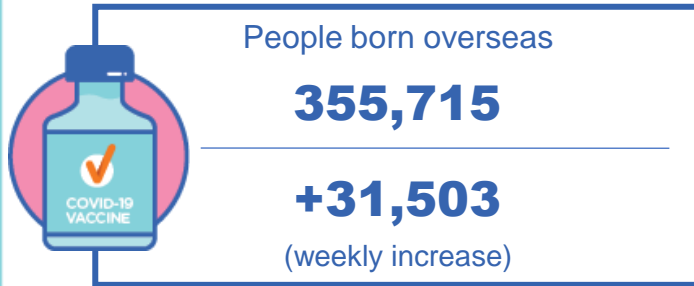 People born overseas
355,715
+31,503
(weekly increase)
COVID-19
VACCINE